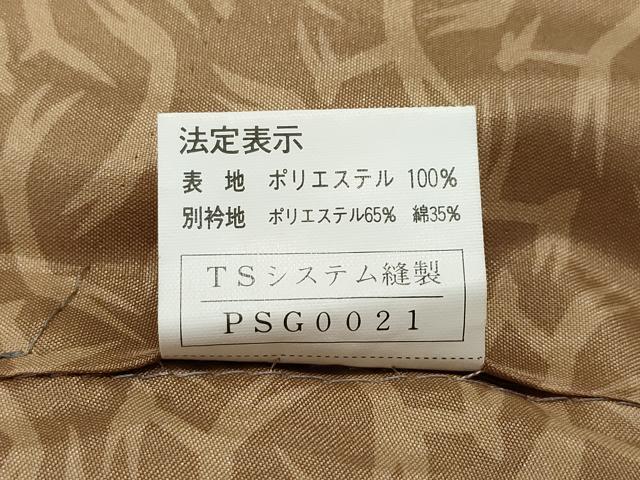 法定表示
表 地 ポリエステル 100%
別衿地 ポリエステル65% 綿35%
TSシステム縫製
PSG0021